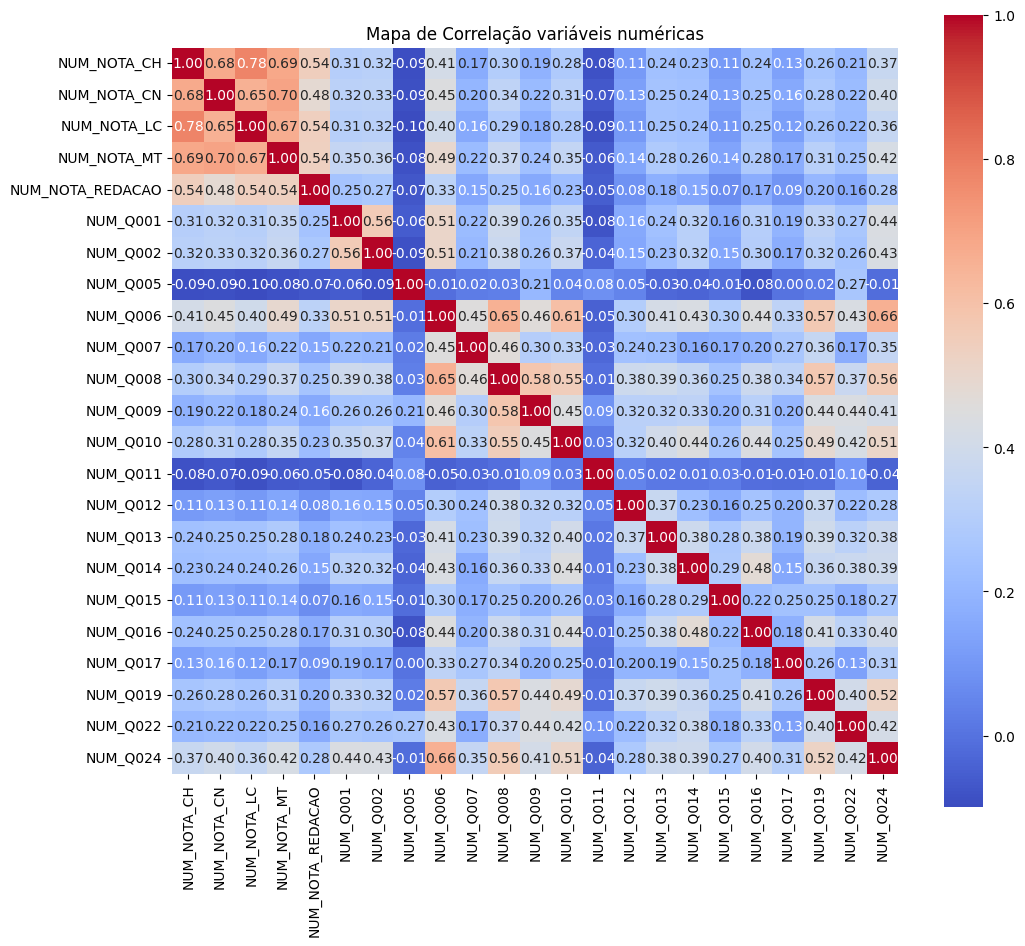 Mapa de Correlação variáveis numéricas
NUM_NOTA_CH 1.00 0.68 0.78 0.69 0.54 0.31 0.32 -0.09 0.41 0.17 0.30 0.19 0.28 -0.08 0.11 0.24 0.23 0.11 0.24 0.13 0.26 0.21 0.37
NUM_NOTA_CN 0.68 1.00 0.65 0.70 0.48 0.32 0.33 -0.09 0.45 0.20 0.34 0.22 0.31 -0.07 0.13 0.25 0.24 0.13 0.25 0.16 0.28 0.22 0.40
NUM_NOTA_LC 0.78 0.65 1.00 0.67 0.54 0.31 0.32 -0.10 0.40 0.16 0.29 0.18 0.28 -0.09 0.11 0.25 0.24 0.11 0.25 0.12 0.26 0.22 0.36
NUM_NOTA_MT 0.69 0.70 0.67 1.00 0.54 0.35 0.36 -0.08 0.49 0.22 0.37 0.24 0.35 -0.06 0.14 0.28 0.26 0.14 0.28 0.17 0.31 0.25 0.42
NUM_NOTA_REDACAO 0.54 0.48 0.54 0.54 1.00 0.25 0.27 -0.07 0.33 0.15 0.25 0.16 0.23 -0.05 0.08 0.18 0.15 0.07 0.17 0.09 0.20 0.16 0.28
NUM_Q001 0.31 0.32 0.31 0.35 0.25 1.00 0.56 -0.06 0.51 0.22 0.39 0.26 0.35 -0.08 0.16 0.24 0.32 0.16 0.31 0.19 0.33 0.27 0.44
NUM_Q002 0.32 0.33 0.32 0.36 0.27 0.56 1.00 -0.09 0.51 0.21 0.38 0.26 0.37 -0.04 0.15 0.23 0.32 0.15 0.30 0.17 0.32 0.26 0.43
NUM_Q005 -0.09 -0.09 -0.10 -0.08 -0.07 -0.06 -0.09 1.00 -0.01 0.02 0.03 0.21 0.04 0.08 0.05 -0.03 -0.04 -0.01 -0.08 0.00 0.02 0.27 -0.01
NUM_Q006 0.41 0.45 0.40 0.49 0.33 0.51 0.51 -0.01 1.00 0.45 0.65 0.46 0.61 -0.05 0.30 0.41 0.43 0.30 0.44 0.33 0.57 0.43 0.66
NUM_Q007 0.17 0.20 0.16 0.22 0.15 0.22 0.21 0.02 0.45 1.00 0.46 0.30 0.33 -0.03 0.24 0.23 0.16 0.17 0.20 0.27 0.36 0.17 0.35
NUM_Q008 0.30 0.34 0.29 0.37 0.25 0.39 0.38 0.03 0.65 0.46 1.00 0.58 0.55 -0.01 0.38 0.39 0.36 0.25 0.38 0.34 0.57 0.37 0.56
NUM_Q009 0.19 0.22 0.18 0.24 0.16 0.26 0.26 0.21 0.46 0.30 0.58 1.00 0.45 0.09 0.32 0.32 0.33 0.20 0.31 0.20 0.44 0.44 0.41
NUM_Q010 0.28 0.31 0.28 0.35 0.23 0.35 0.37 0.04 0.61 0.33 0.55 0.45 1.00 0.03 0.32 0.40 0.44 0.26 0.44 0.25 0.49 0.42 0.51
NUM_Q011 -0.08 -0.07 -0.09 -0.06 -0.05 -0.08 -0.04 0.08 -0.05 -0.03 -0.01 0.09 0.03 1.00 0.05 0.02 0.01 0.03 -0.01 -0.01 -0.01 0.10 -0.04
NUM_Q012 0.11 0.13 0.11 0.14 0.08 0.16 0.15 0.05 0.30 0.24 0.38 0.32 0.32 0.05 1.00 0.37 0.23 0.16 0.25 0.20 0.37 0.22 0.28
NUM_Q013 0.24 0.25 0.25 0.28 0.18 0.24 0.23 -0.03 0.41 0.23 0.39 0.32 0.40 0.02 0.37 1.00 0.38 0.28 0.38 0.19 0.39 0.32 0.38
NUM_Q014 0.23 0.24 0.24 0.26 0.15 0.32 0.32 -0.04 0.43 0.16 0.36 0.33 0.44 0.01 0.23 0.38 1.00 0.29 0.48 0.15 0.36 0.38 0.39
NUM_Q015 0.11 0.13 0.11 0.14 0.07 0.16 0.15 -0.01 0.30 0.17 0.25 0.20 0.26 0.03 0.16 0.28 0.29 1.00 0.22 0.25 0.25 0.18 0.27
NUM_Q016 0.24 0.25 0.25 0.28 0.17 0.31 0.30 -0.08 0.44 0.20 0.38 0.31 0.44 -0.01 0.25 0.38 0.48 0.22 1.00 0.18 0.41 0.33 0.40
NUM_Q017 0.13 0.16 0.12 0.17 0.09 0.19 0.17 0.00 0.33 0.27 0.34 0.20 0.25 -0.01 0.20 0.19 0.15 0.25 0.18 1.00 0.26 0.13 0.31
NUM_Q019 0.26 0.28 0.26 0.31 0.20 0.33 0.32 0.02 0.57 0.36 0.57 0.44 0.49 -0.01 0.37 0.39 0.36 0.25 0.41 0.26 1.00 0.40 0.52
NUM_Q022 0.21 0.22 0.22 0.25 0.16 0.27 0.26 0.27 0.43 0.17 0.37 0.44 0.42 0.10 0.22 0.32 0.38 0.18 0.33 0.13 0.40 1.00 0.42
NUM_Q024 0.37 0.40 0.36 0.42 0.28 0.44 0.43 -0.01 0.66 0.35 0.56 0.41 0.51 -0.04 0.28 0.38 0.39 0.27 0.40 0.31 0.52 0.42 1.00
NUM_NOTA_CH
NUM_NOTA_CN
NUM_NOTA_LC
NUM_NOTA_MT
NUM_NOTA_REDACAO
NUM_Q001
NUM_Q002
NUM_Q005
NUM_Q006
NUM_Q007
NUM_Q008
NUM_Q009
NUM_Q010
NUM_Q011
NUM_Q012
NUM_Q013
NUM_Q014
NUM_Q015
NUM_Q016
NUM_Q017
NUM_Q019
NUM_Q022
NUM_Q024
1.0
0.8
0.6
0.4
0.2
0.0